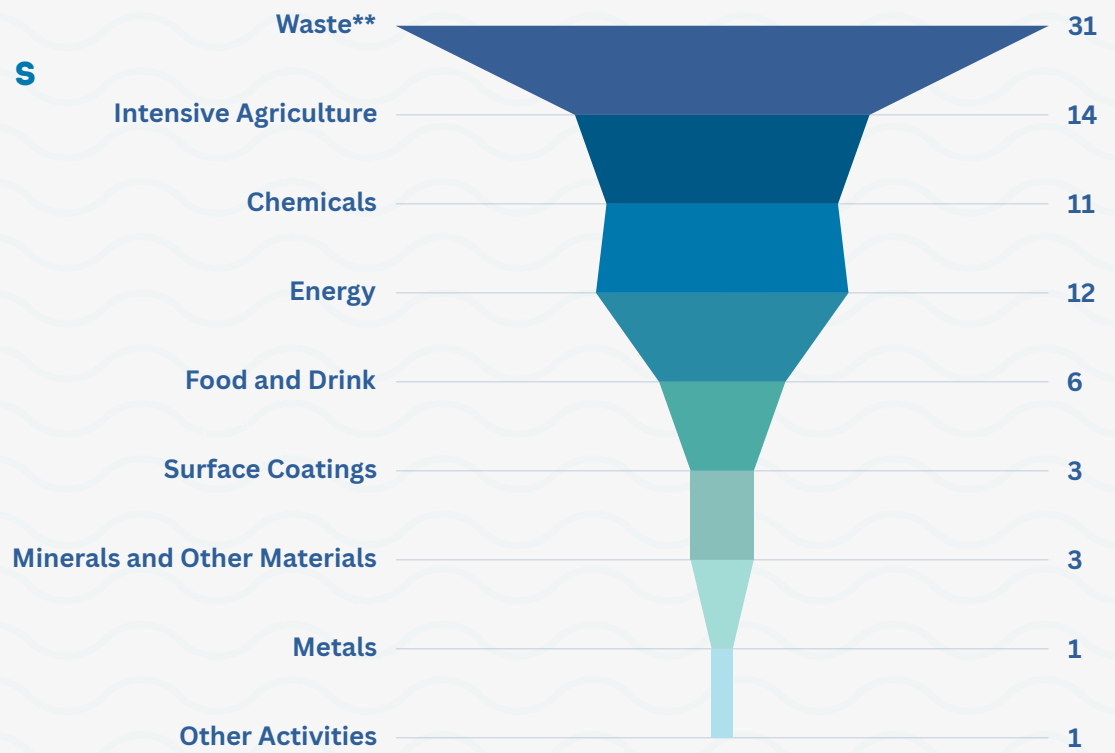 Waste** 31
s
Intensive Agriculture 14
Chemicals 11
Energy 12
Food and Drink 6
Surface Coatings 3
Minerals and Other Materials 3
Metals 1
Other Activities 1